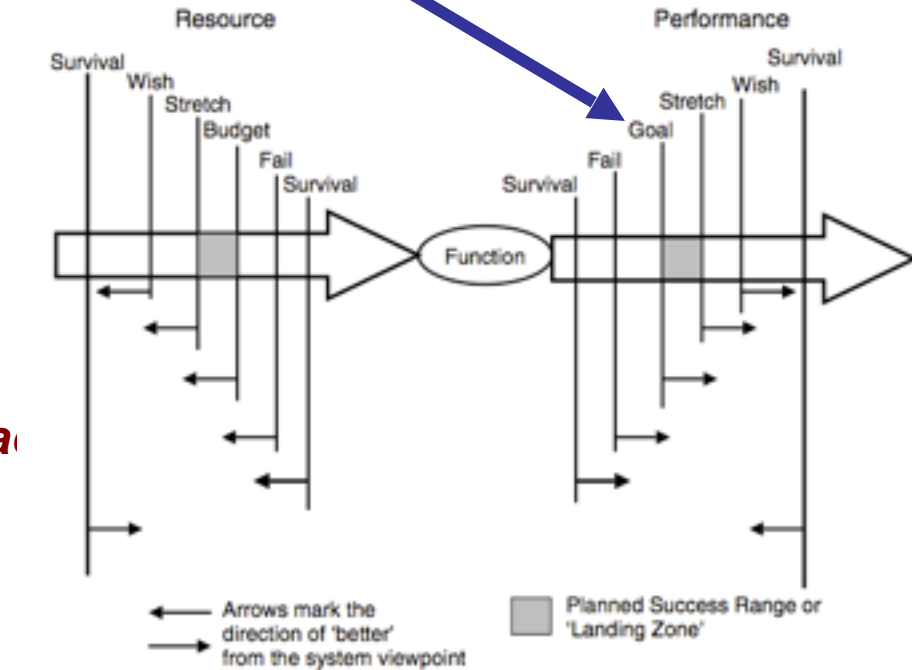 Resource
Performance
Survival
Wish
Stretch
Budget
Fail
Survival
Survival
Wish
Stretch
Goal
Fail
Survival
Function
Arrows mark the
direction of 'better'
from the system viewpoint
Planned Success Range or
'Landing Zone'